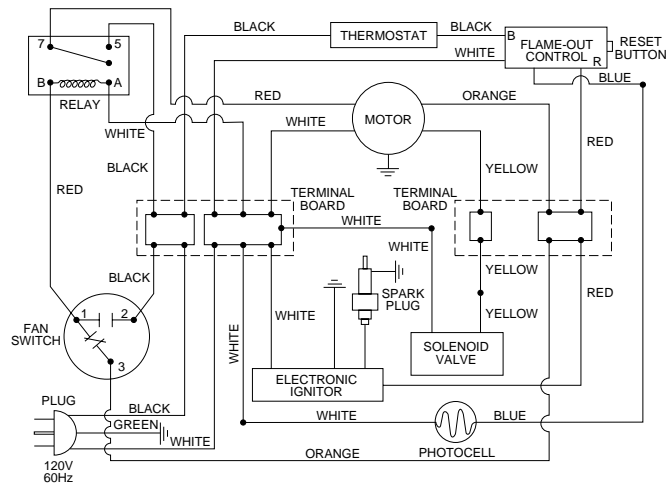 BLACK
THERMOSTAT
BLACK
B
FLAME-OUT
CONTROL
R
RESET
BUTTON
WHITE
BLUE
7
5
B
A
RELAY
RED
MOTOR
ORANGE
WHITE
WHITE
RED
BLACK
YELLOW
RED
TERMINAL
BOARD
TERMINAL
BOARD
WHITE
WHITE
BLACK
YELLOW
RED
SPARK
PLUG
YELLOW
WHITE
WHITE
FAN
SWITCH
1
2
3
SOLENOID
VALVE
ELECTRONIC
IGNITOR
PLUG
BLACK
GREEN
WHITE
WHITE
BLUE
PHOTOCELL
ORANGE
120V
60Hz